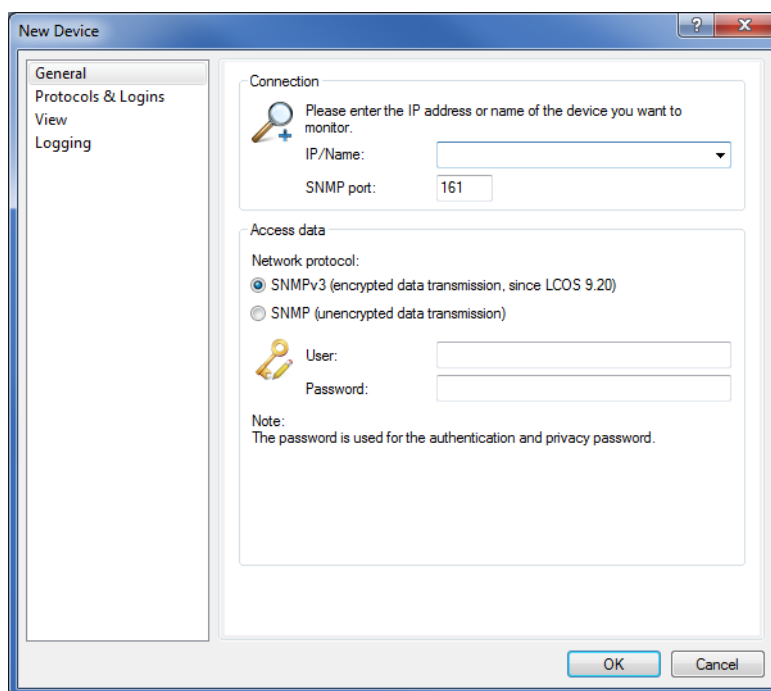 New Device
General
Protocols & Logins
View
Logging
Connection
Please enter the IP address or name of the device you want to
monitor.
IP/Name:
SNMP port: 161
Access data
Network protocol:
SNMPv3 (encrypted data transmission, since LCOS 9.20)
SNMP (unencrypted data transmission)
User:
Password:
Note:
The password is used for the authentication and privacy password.
OK Cancel